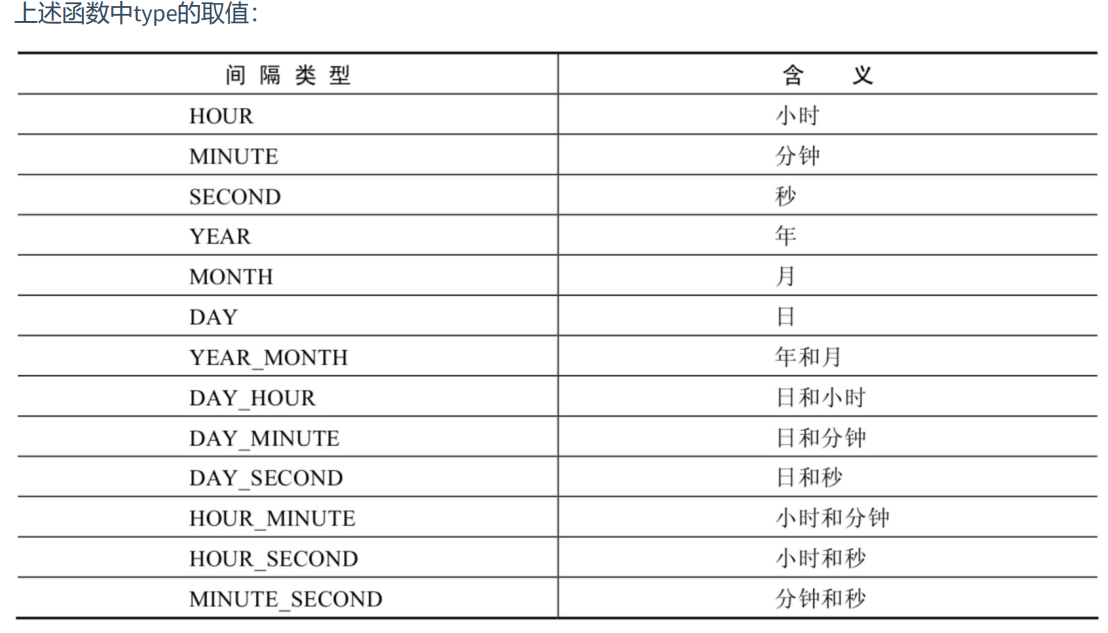 上述函数中type的取值：
间隔类型 含义
HOUR 小时
MINUTE 分钟
SECOND 秒
YEAR 年
MONTH 月
DAY 日
YEAR_MONTH 年和月
DAY_HOUR 日和小时
DAY_MINUTE 日和分钟
DAY_SECOND 日和秒
HOUR_MINUTE 小时和分钟
HOUR_SECOND 小时和秒
MINUTE_SECOND 分钟和秒